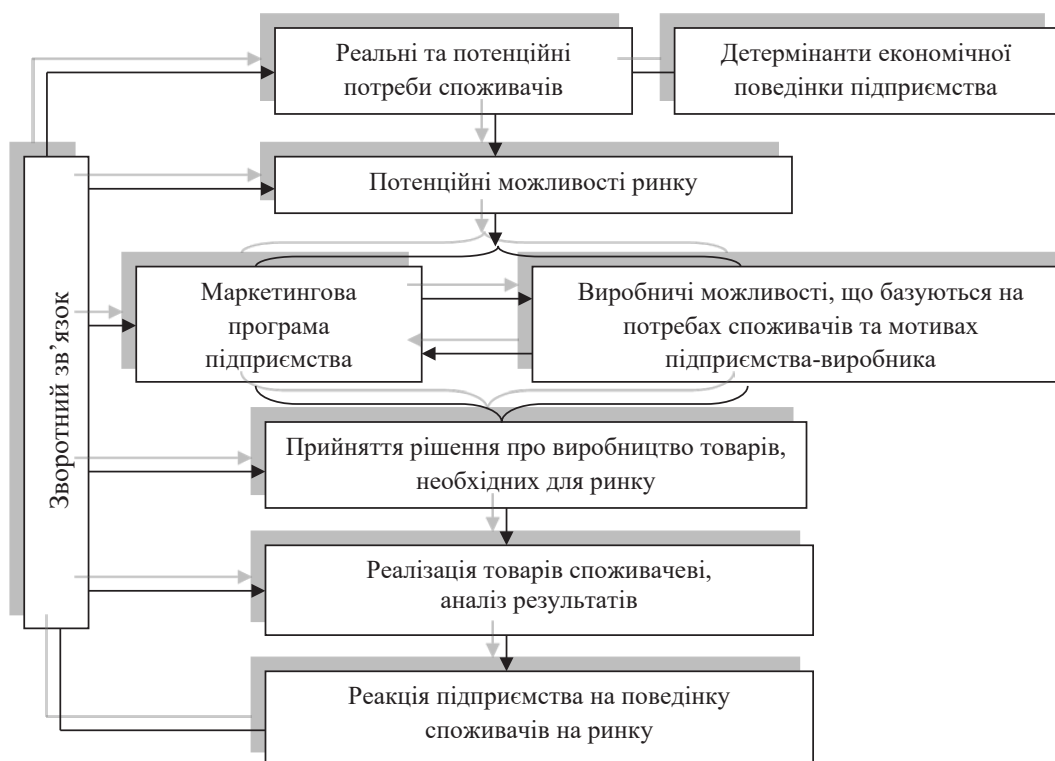 Реальні та потенційні
потреби споживачів
Детермінанти економічної
поведінки підприємства
Потенційні можливості ринку
Зворотний зв’язок
Маркетингова
програма
підприємства
Виробничі можливості, що базуються на
потребах споживачів та мотивах
підприємства-виробника
Прийняття рішення про виробництво товарів,
необхідних для ринку
Реалізація товарів споживачеві,
аналіз результатів
Реакція підприємства на поведінку
споживачів на ринку